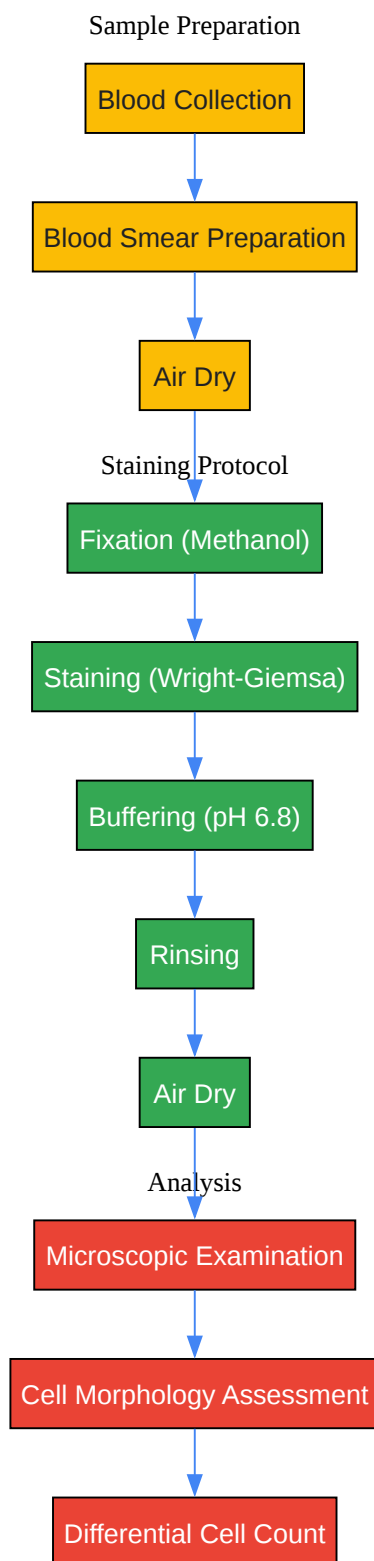 Sample Preparation
Blood Collection
Blood Smear Preparation
Air Dry
Staining Protocol
Fixation (Methanol)
Staining (Wright-Giemsa)
Buffering (pH 6.8)
Rinsing
Air Dry
Analysis
Microscopic Examination
Cell Morphology Assessment
Differential Cell Count